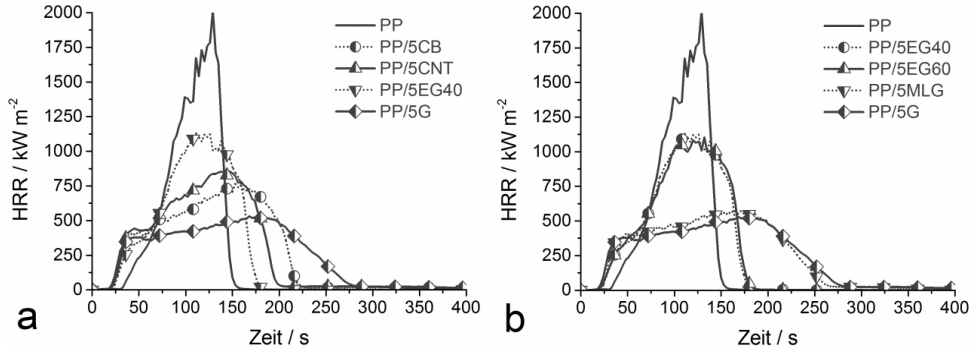 2000
1750
1500
1250
1000
750
500
250
0
HRR / kW m-2
0 50 100 150 200 250 300 350 400
Zeit / s
PP
PP/5CB
PP/5CNT
PP/5EG40
PP/5G
a
2000
1750
1500
1250
1000
750
500
250
0
HRR / kW m-2
0 50 100 150 200 250 300 350 400
Zeit / s
PP
PP/5EG40
PP/5EG60
PP/5MLG
PP/5G
b